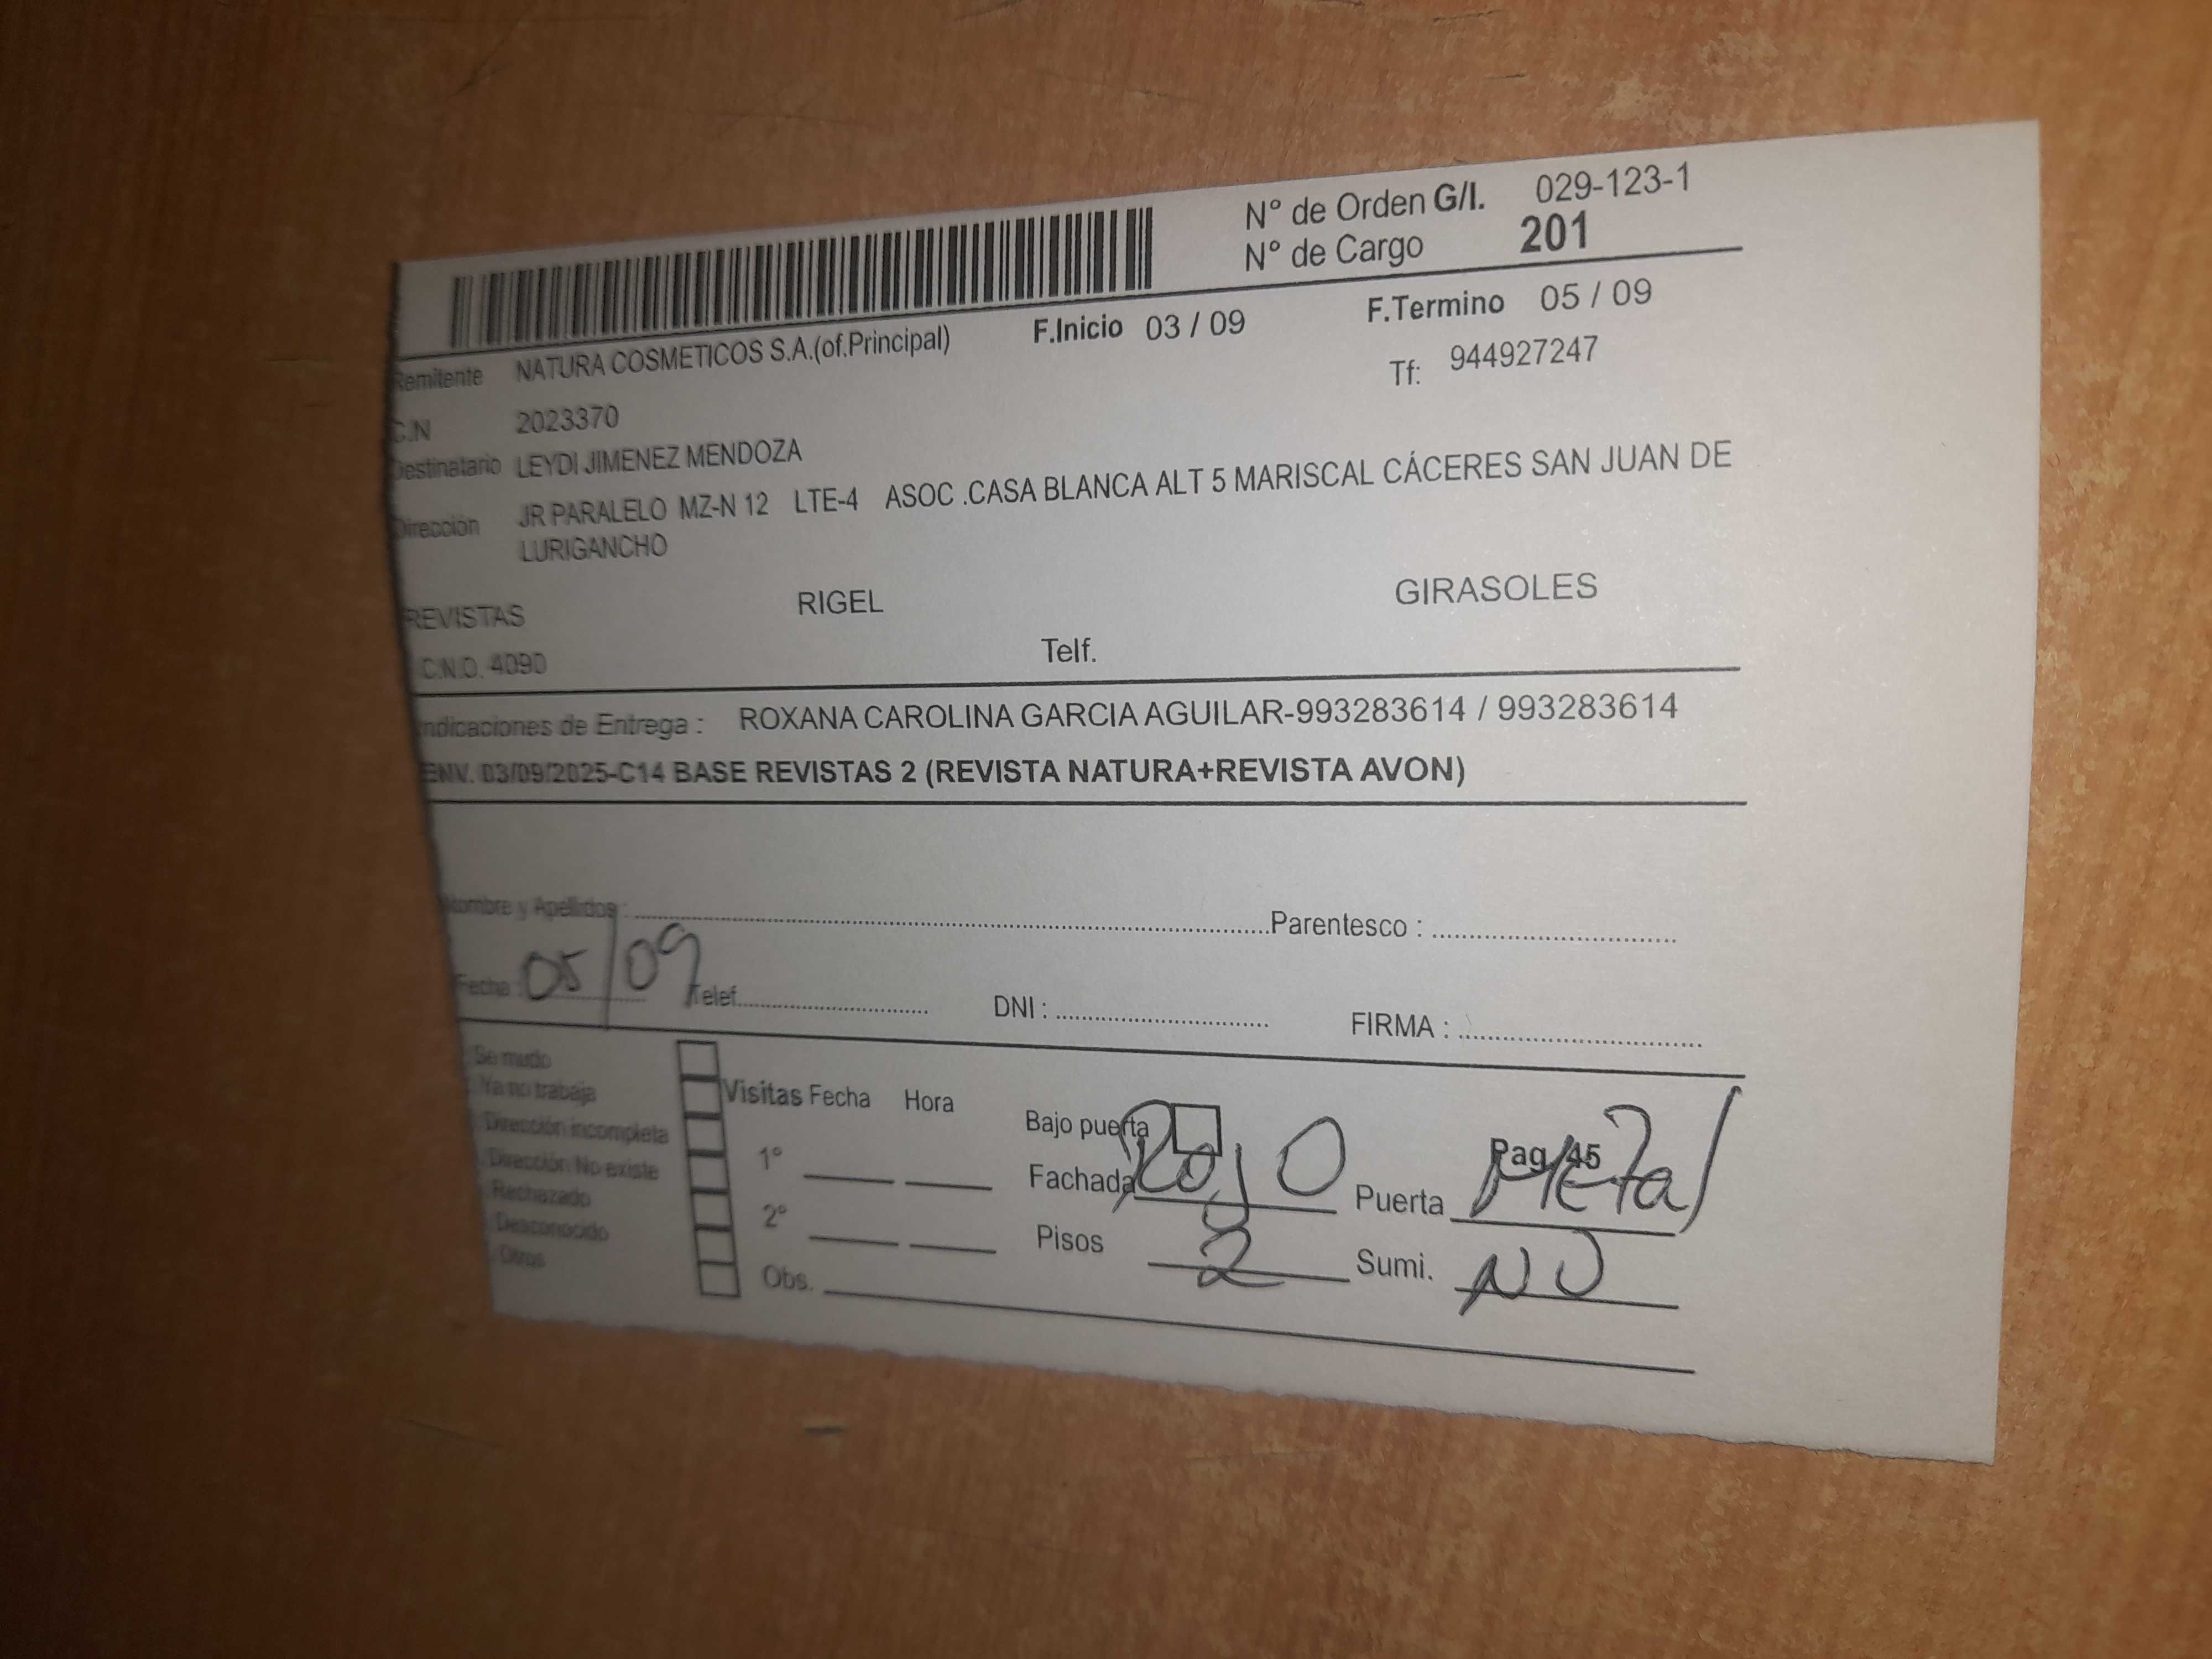 N° de Orden G/I. 029-123-1
N° de Cargo 201
F.Inicio 03 / 09 F.Termino 05 / 09
Remitente NATURA COSMETICOS S.A.(of.Principal) Tf: 944927247
C.N 2023370
Destinatario LEYDI JIMENEZ MENDOZA
Dirección JR PARALELO MZ-N 12 LTE-4 ASOC .CASA BLANCA ALT 5 MARISCAL CÁCERES SAN JUAN DE
LURIGANCHO
REVISTAS RIGEL GIRASOLES
C.N.O. 4090 Telf.
Indicaciones de Entrega : ROXANA CAROLINA GARCIA AGUILAR-993283614 / 993283614
ENV. 03/09/2025-C14 BASE REVISTAS 2 (REVISTA NATURA+REVISTA AVON)
Nombre y Apellidos : Parentesco :
Fecha : 05/09 Telef. DNI : FIRMA :
Se mudo
Ya no trabaja
Dirección incompleta
Dirección No existe
Rechazado
Desconocido
Otros
Visitas Fecha Hora
1°
2°
Obs.
Bajo puerta Pag. 45
Fachada Rojo Puerta Metal
Pisos 2 Sumi. NO